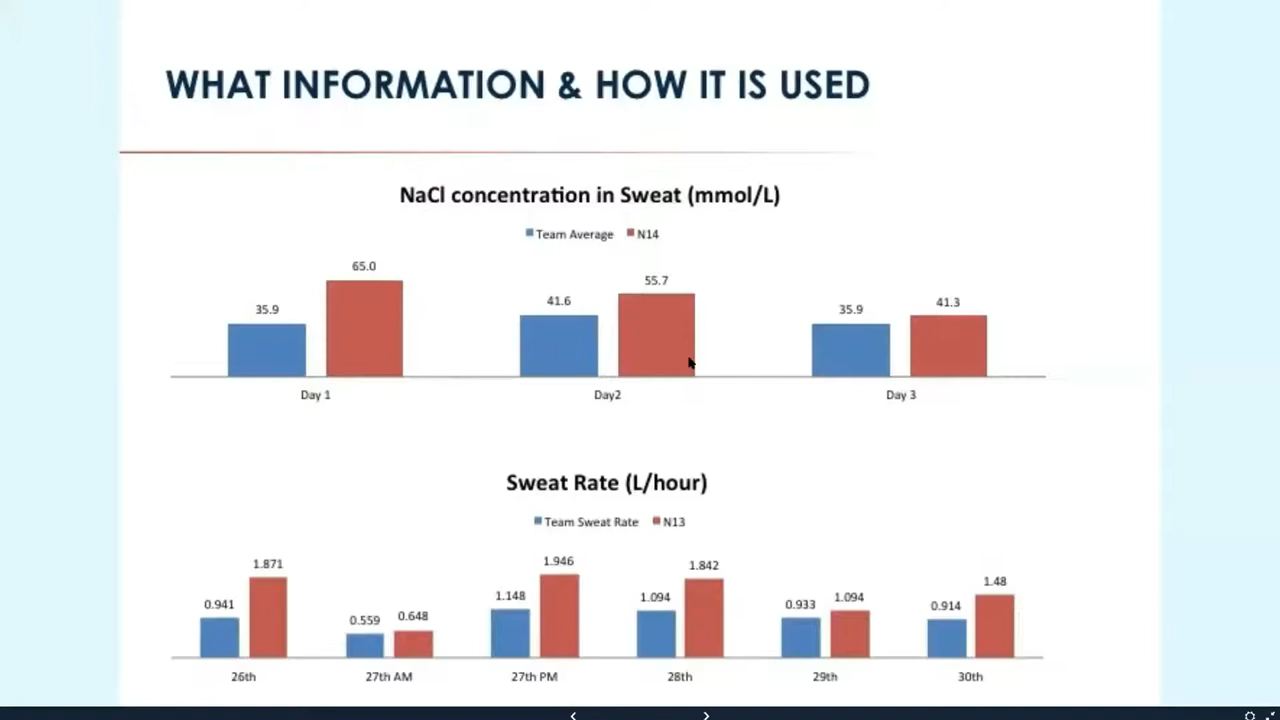 WHAT INFORMATION & HOW IT IS USED
NaCl concentration in Sweat (mmol/L)
Team Average N14
35.9 65.0 41.6 55.7 35.9 41.3
Day 1 Day2 Day 3
Sweat Rate (L/hour)
Team Sweat Rate N13
0.941 1.871 0.559 0.648 1.148 1.946 1.094 1.842 0.933 1.094 0.914 1.48
26th 27th AM 27th PM 28th 29th 30th